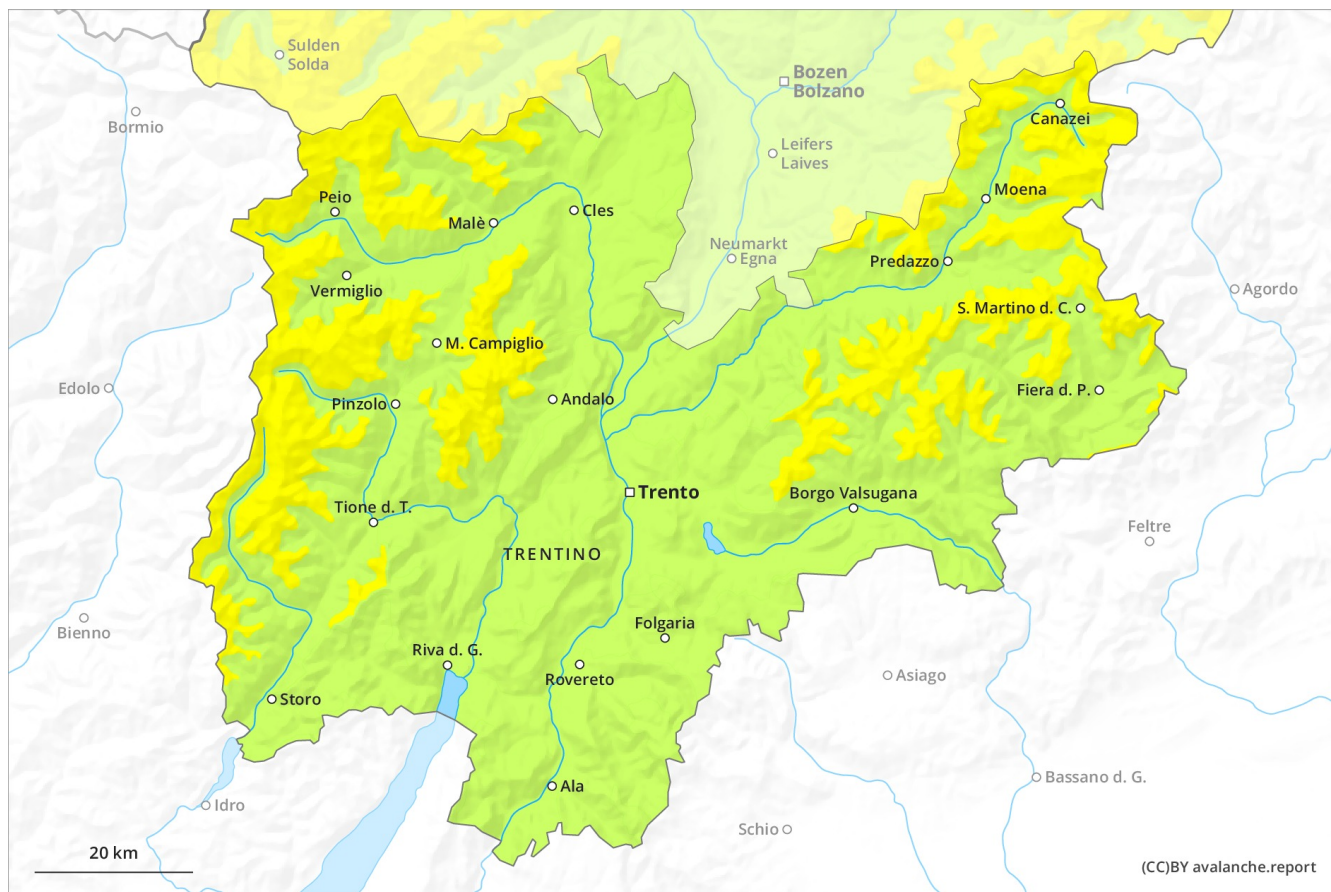 Sulden
Solda
Bozen
Bolzano
Bormio
Canazei
Leifers
Laives
Peio
Moena
Malè
Cles
Neumarkt
Egna
Predazzo
Vermiglio
Agordo
S. Martino d. C.
M. Campiglio
Edolo
Fiera d. P.
Pinzolo
Andalo
Trento
Borgo Valsugana
Tione d. T.
Feltre
TRENTINO
Bienno
Folgaria
Riva d. G.
Rovereto
Asiago
Storo
Bassano d. G.
Ala
Idro
Schio
20 km
(CC)BY avalanche.report